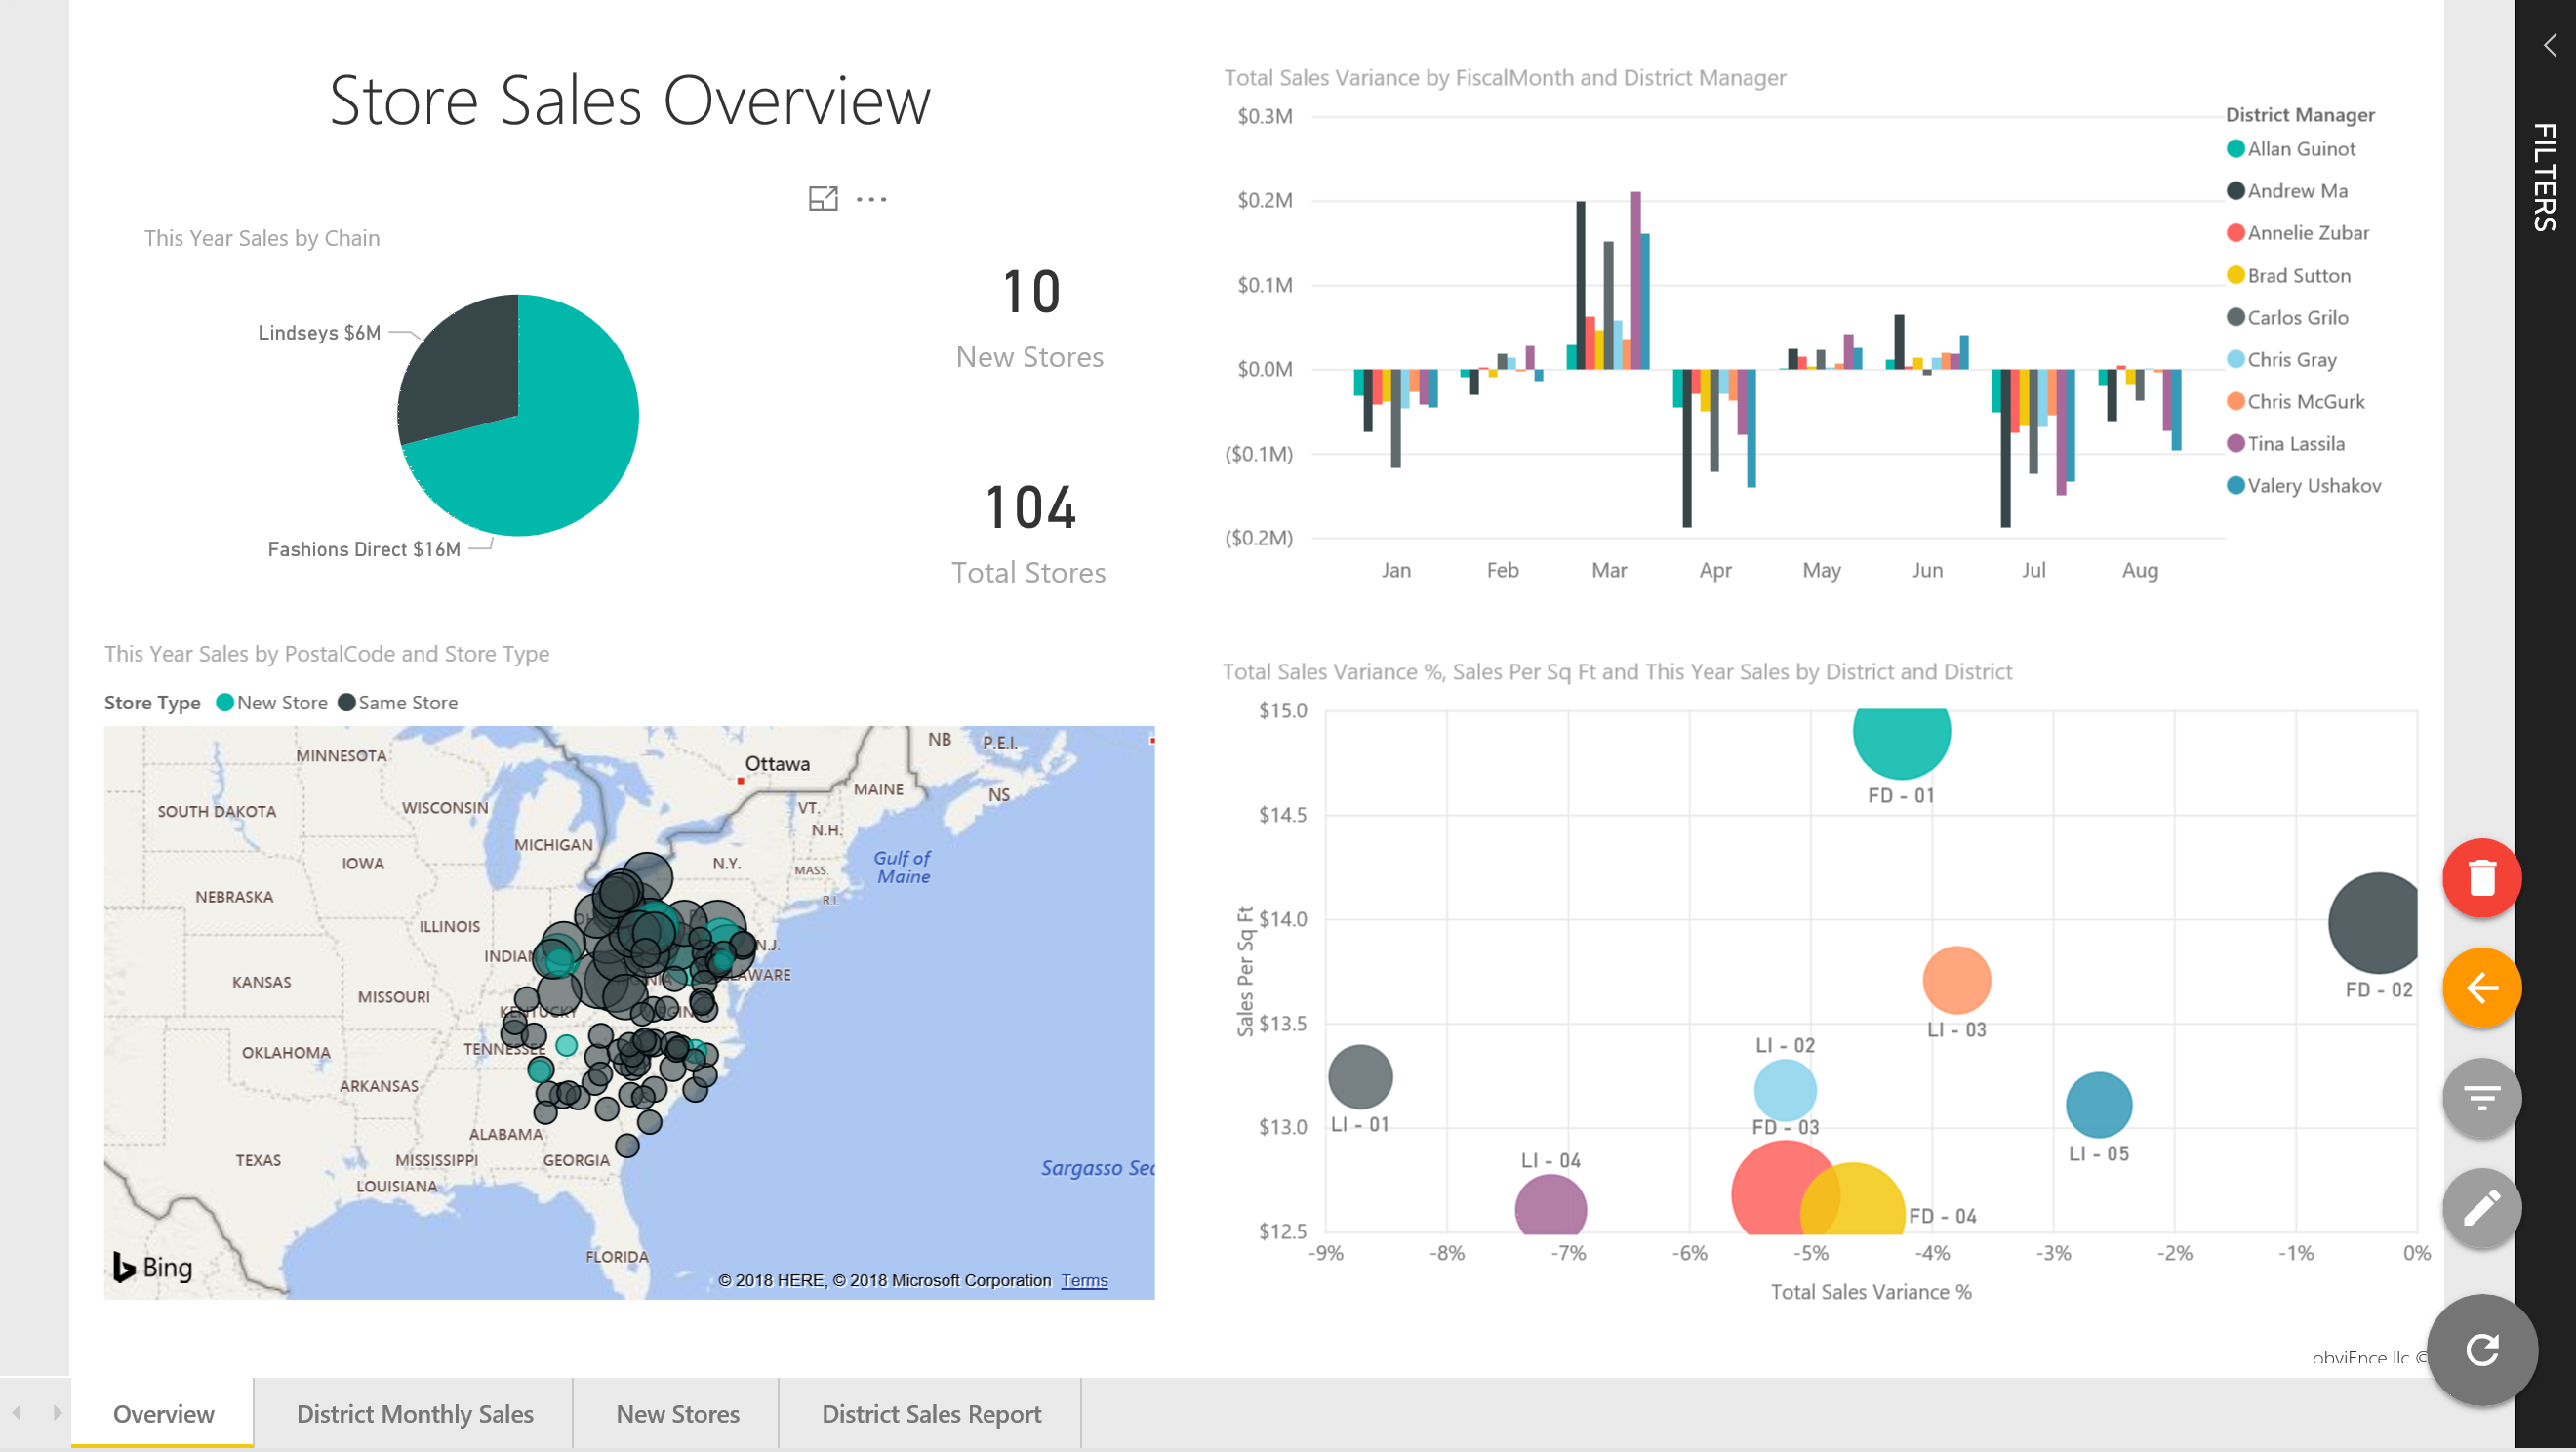 Store Sales Overview
This Year Sales by Chain
Lindseys $6M
Fashions Direct $16M
10
New Stores
104
Total Stores
Total Sales Variance by FiscalMonth and District Manager
$0.3M
$0.2M
$0.1M
$0.0M
($0.1M)
($0.2M)
Jan Feb Mar Apr May Jun Jul Aug
District Manager
Allan Guinot
Andrew Ma
Annelie Zubar
Brad Sutton
Carlos Grilo
Chris Gray
Chris McGurk
Tina Lassila
Valery Ushakov
FILTERS
This Year Sales by PostalCode and Store Type
Store Type New Store Same Store
NB
P.E.I.
MINNESOTA
Ottawa
MAINE
NS
WISCONSIN
VT.
SOUTH DAKOTA
N.H.
MICHIGAN
Gulf of
Maine
IOWA
N.Y.
MASS.
NEBRASKA
R.I.
ILLINOIS
N.J.
INDIAN
LAWARE
KANSAS
MISSOURI
KENTUCKY
TENNESSEE
OKLAHOMA
ARKANSAS
ALABAMA
TEXAS
MISSISSIPPI
GEORGIA
Sargasso Sea
LOUISIANA
FLORIDA
Bing
© 2018 HERE, © 2018 Microsoft Corporation Terms
Total Sales Variance %, Sales Per Sq Ft and This Year Sales by District and District
Sales Per Sq Ft
$15.0
$14.5
$14.0
$13.5
$13.0
$12.5
FD - 01
FD - 02
LI - 03
LI - 02
LI - 01
FD - 03
LI - 05
LI - 04
FD - 04
-9% -8% -7% -6% -5% -4% -3% -2% -1% 0%
Total Sales Variance %
obviEnce llc ©
Overview
District Monthly Sales
New Stores
District Sales Report